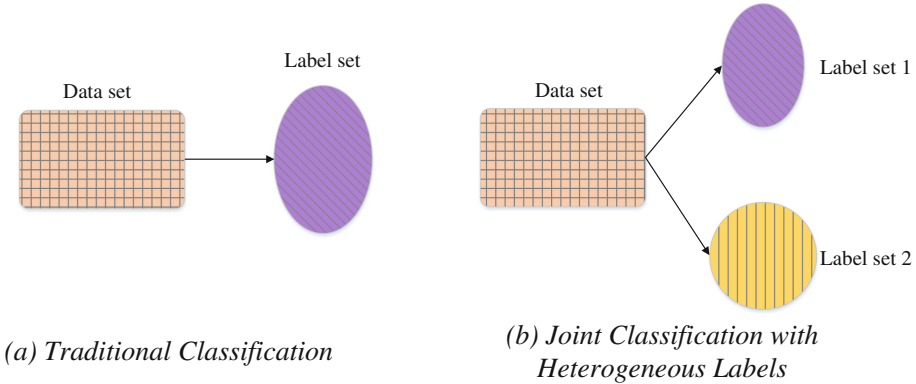 Data set
Label set
(a) Traditional Classification
Data set
Label set 1
Label set 2
(b) Joint Classification with
Heterogeneous Labels